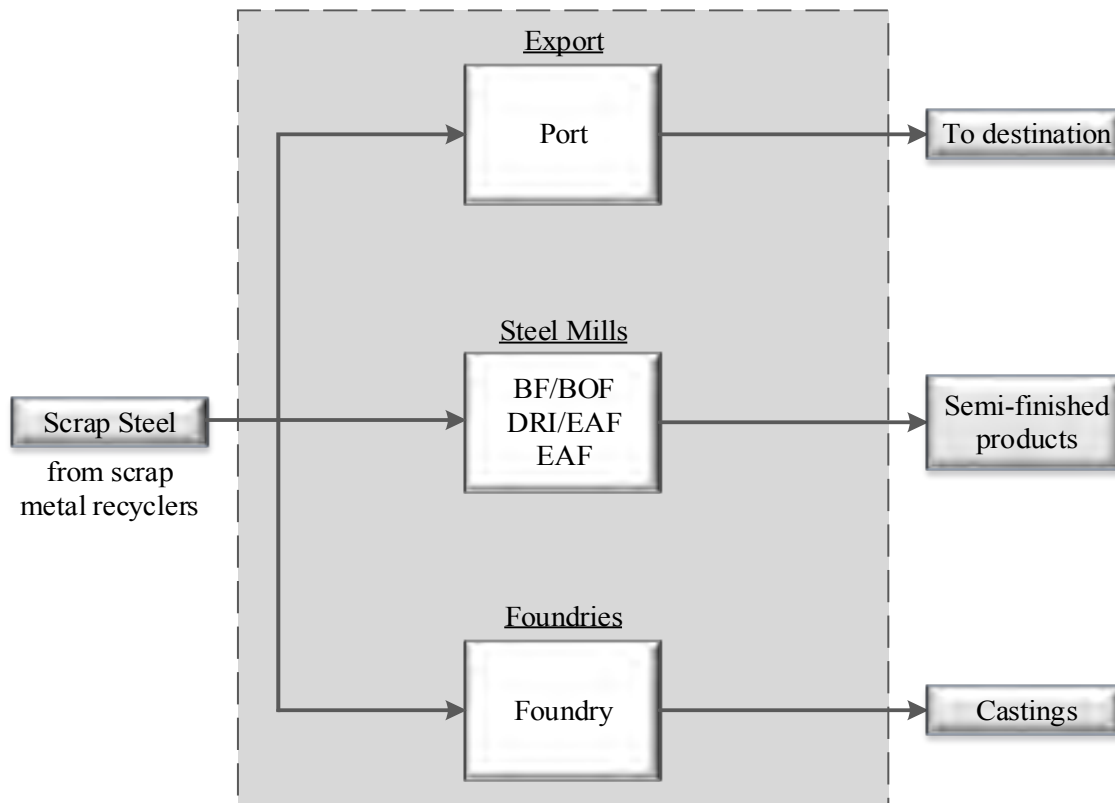 Export
Port
To destination
Steel Mills
BF/BOF
DRI/EAF
EAF
Scrap Steel
from scrap
metal recyclers
Semi-finished
products
Foundries
Foundry
Castings